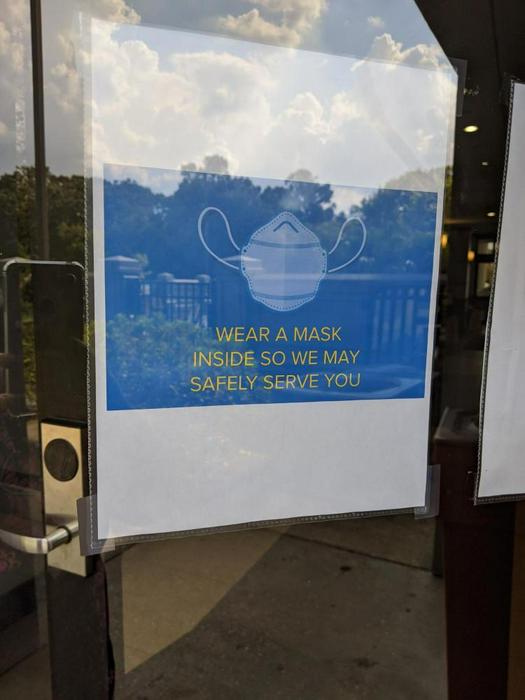 WEAR A MASK
INSIDE SO WE MAY
SAFELY SERVE YOU